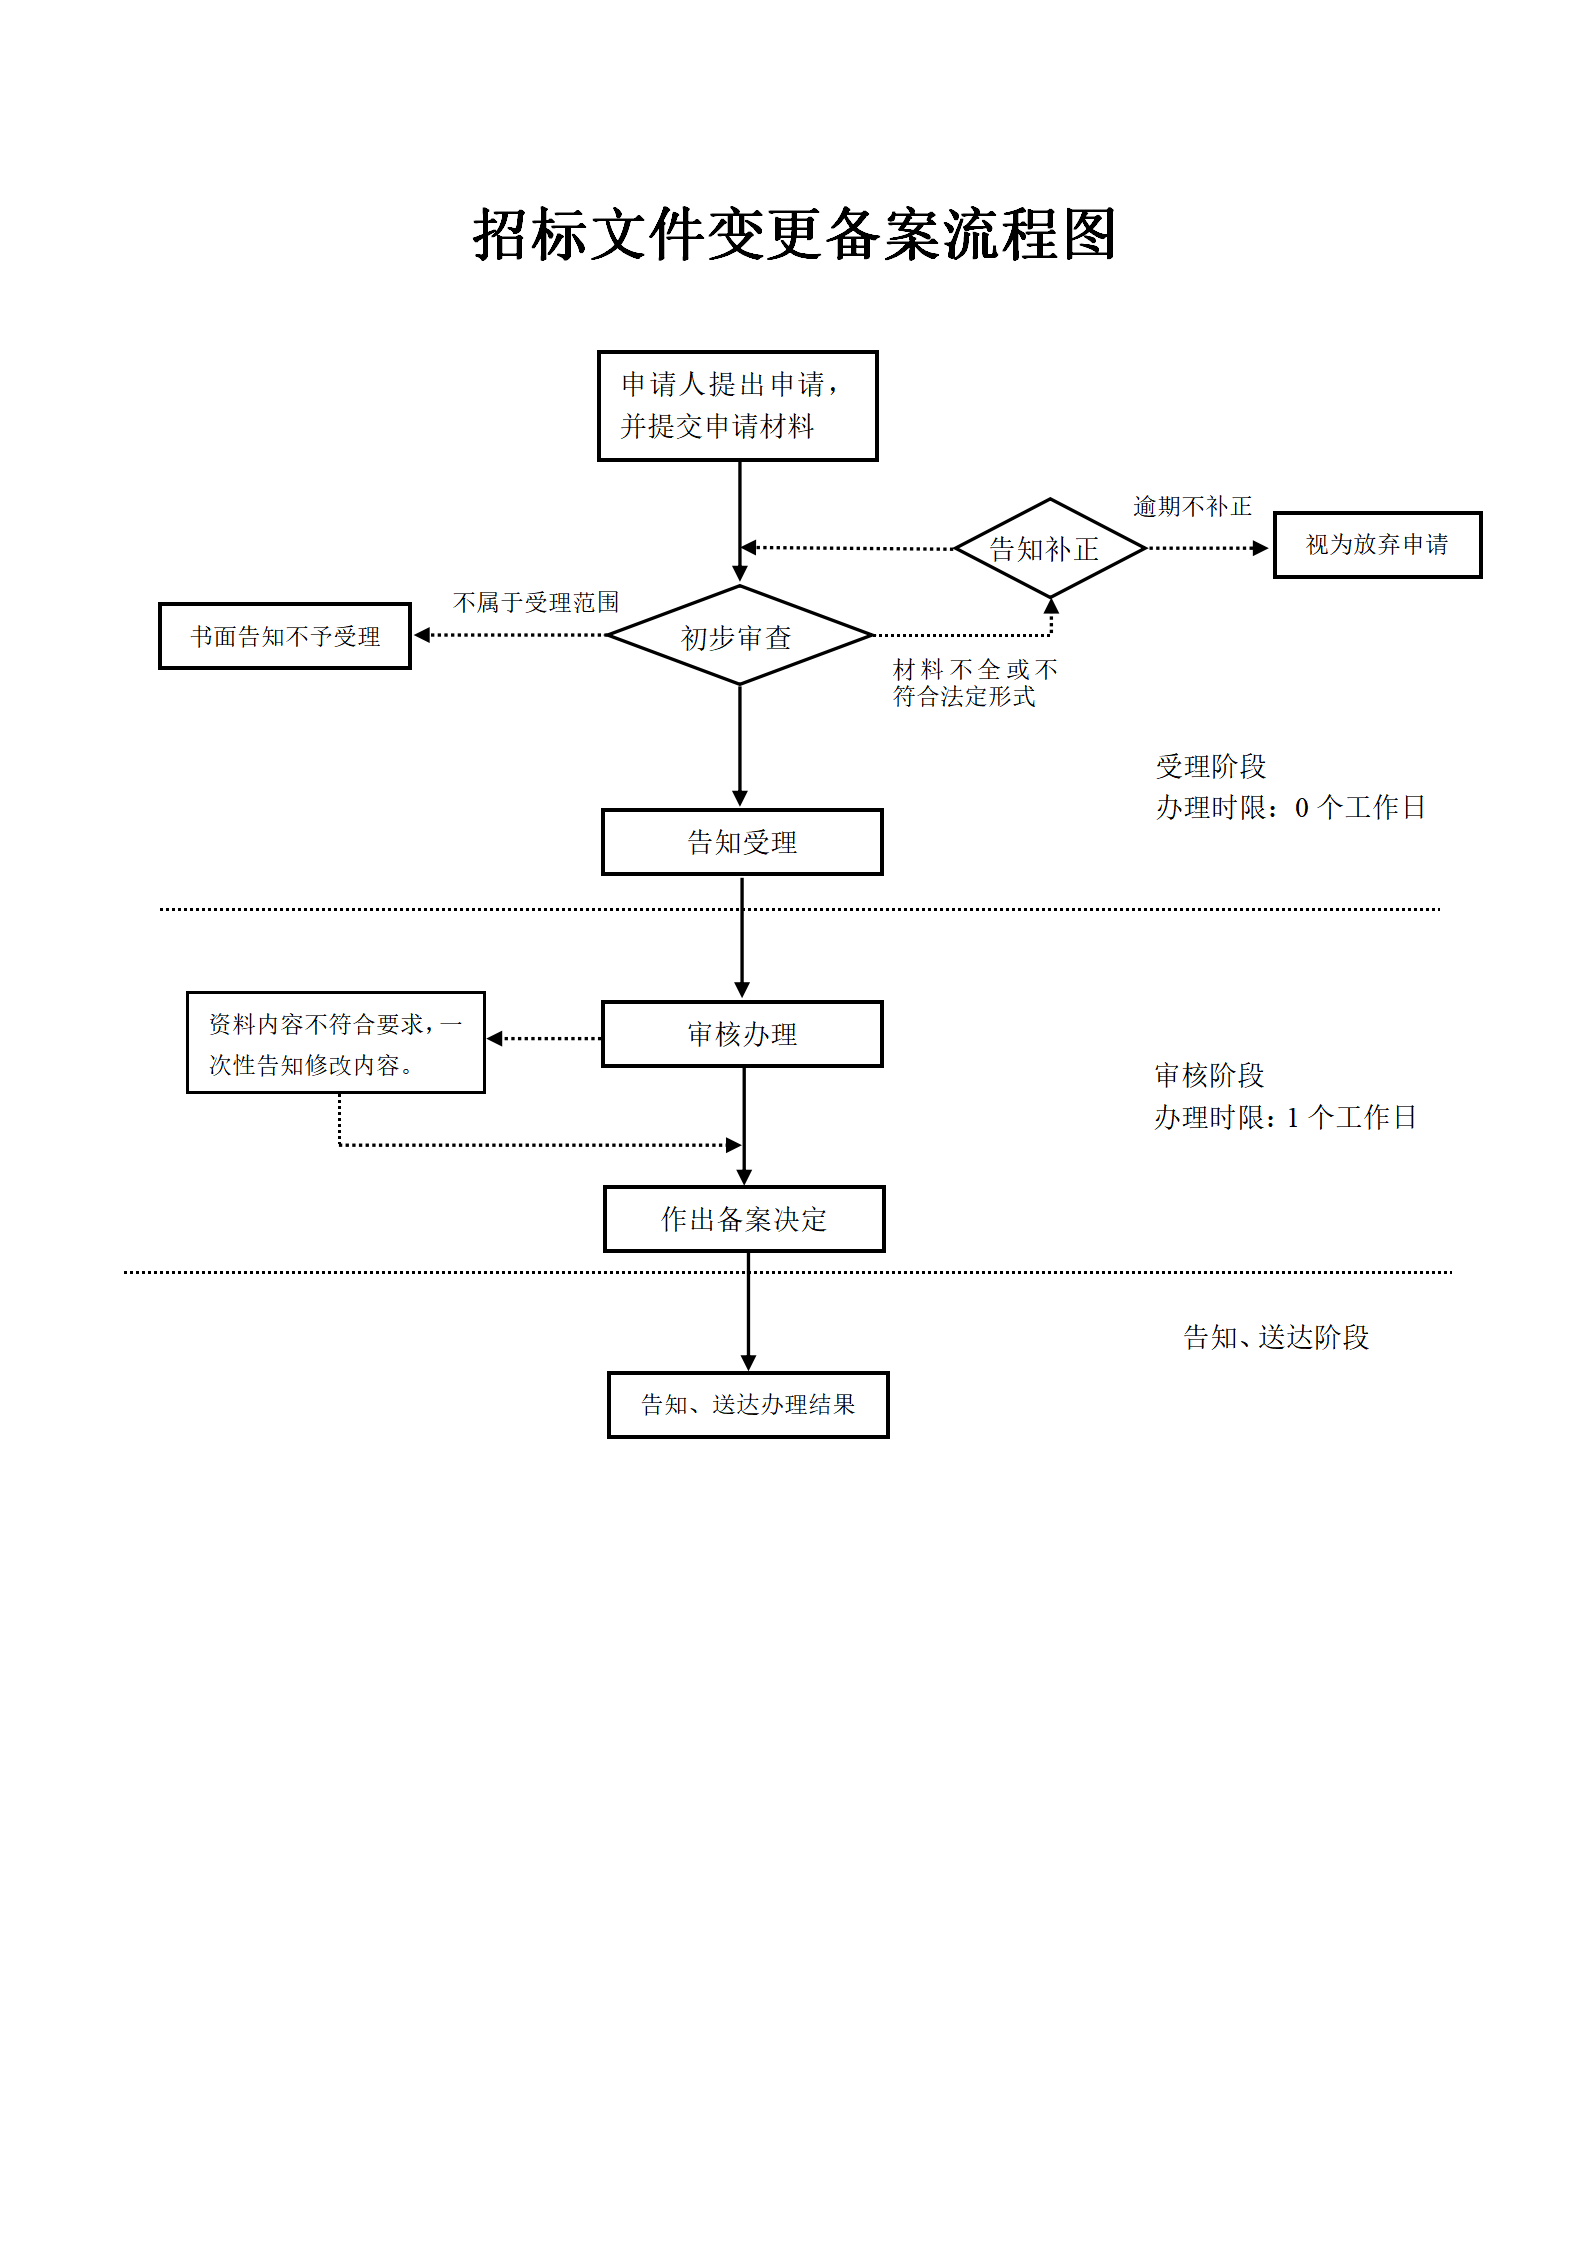 招标文件变更备案流程图
申请人提出申请，
并提交申请材料
逾期不补正
告知补正
视为放弃申请
不属于受理范围
书面告知不予受理
初步审查
材料不全或不
符合法定形式
受理阶段
办理时限：0 个工作日
告知受理
资料内容不符合要求，一
次性告知修改内容。
审核办理
审核阶段
办理时限：1 个工作日
作出备案决定
告知、送达阶段
告知、送达办理结果